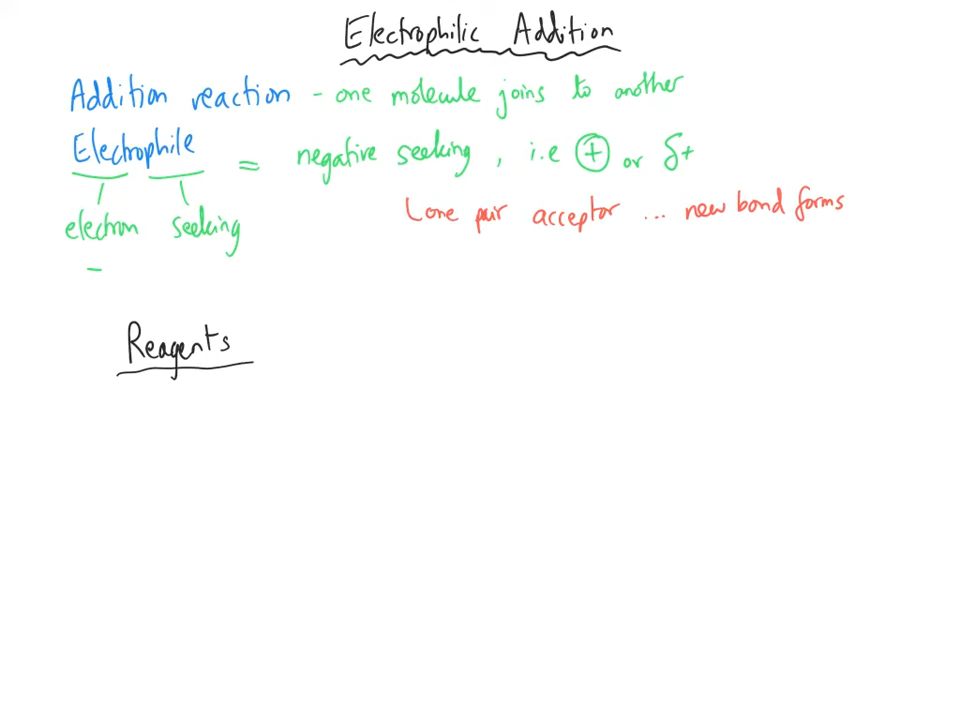 Electrophilic Addition
Addition reaction - one molecule joins to another
Electrophile = negative seeking, i.e ⊕ or δ+
Lone pair acceptor ... new bond forms
electron seeking
−
Reagents